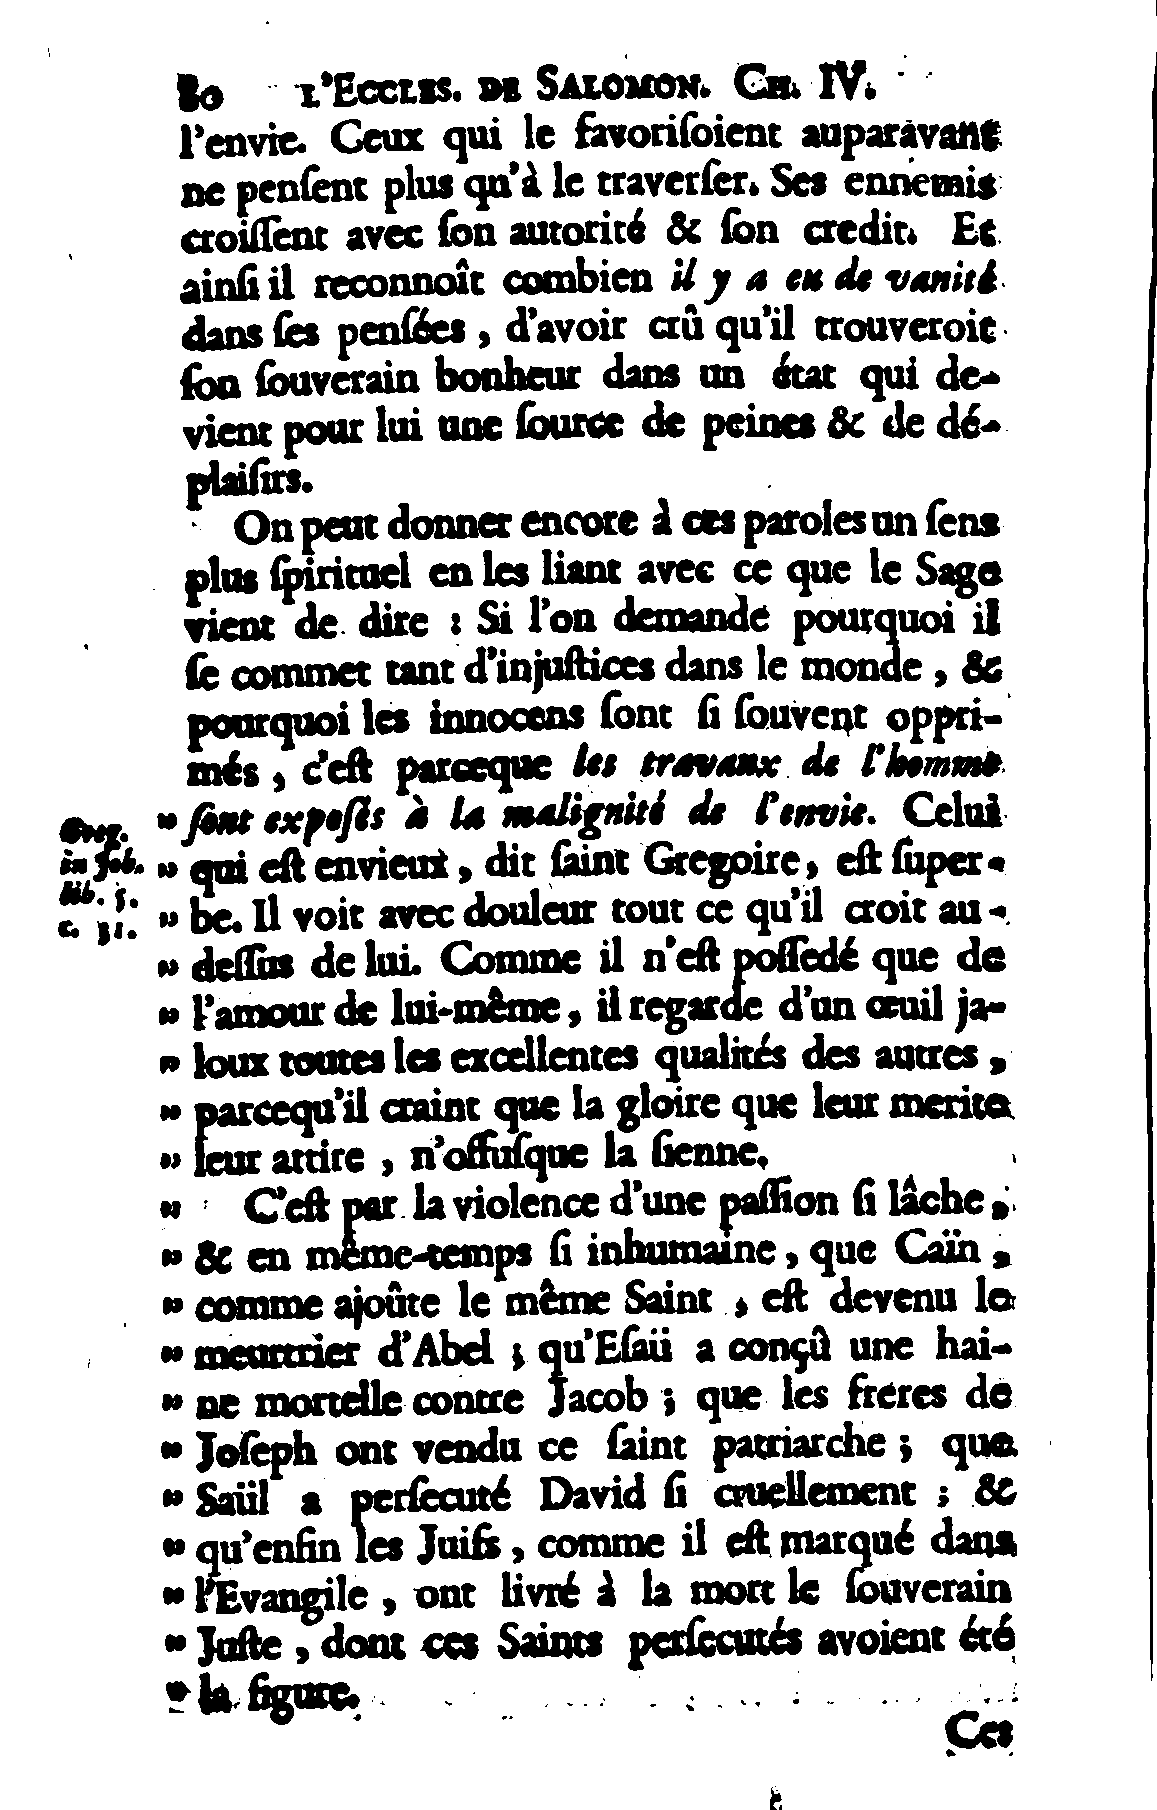 80 L'ECCLES. DE SALOMON. CH. IV.
l'envie. Ceux qui le favoriſoient auparavant
ne penſent plus qu'à le traverſer. Ses ennemis
croiſſent avec ſon autorité & ſon credit. Et
ainſi il reconnoît combien il y a eu de vanité
dans ſes penſées, d'avoir crû qu'il trouveroit
ſon ſouverain bonheur dans un état qui de-
vient pour lui une ſource de peines & de dé-
plaiſirs.
On peut donner encore à ces paroles un ſens
plus ſpirituel en les liant avec ce que le Sage
vient de dire : Si l'on demande pourquoi il
ſe commet tant d'injuſtices dans le monde, &
pourquoi les innocens ſont ſi ſouvent oppri-
més, c'eſt parceque les travaux de l'homme
" ſont expoſés à la malignité de l'envie. Celui
Greg.
in Job.
lib. 5.
c. 31.
" qui eſt envieux, dit ſaint Gregoire, eſt ſuper-
" be. Il voit avec douleur tout ce qu'il croit au-
" deſſus de lui. Comme il n'eſt poſſedé que de
" l'amour de lui-même, il regarde d'un œuil ja-
" loux toutes les excellentes qualités des autres,
" parcequ'il craint que la gloire que leur merite
" leur attire, n'offuſque la ſienne.
" C'eſt par la violence d'une paſſion ſi lâche,
" & en même-temps ſi inhumaine, que Caïn,
" comme ajoûte le même Saint, eſt devenu le
" meurtrier d'Abel ; qu'Eſaü a conçû une hai-
" ne mortelle contre Jacob ; que les freres de
" Joſeph ont vendu ce ſaint patriarche ; que
" Saül a perſecuté David ſi cruellement ; &
" qu'enfin les Juifs, comme il eſt marqué dans
" l'Evangile, ont livré à la mort le ſouverain
" Juſte, dont ces Saints perſecutés avoient été
" la figure.
Ces